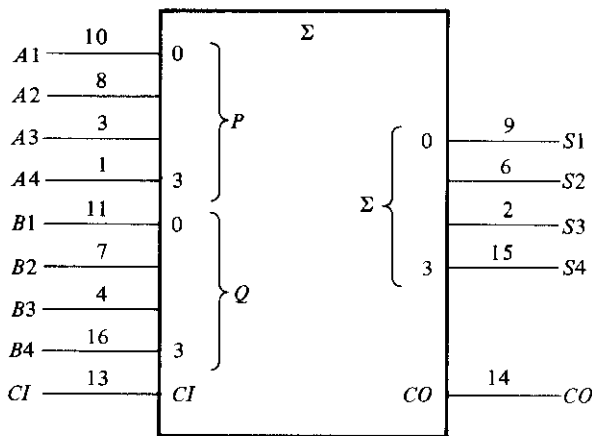 Σ
A1 10 0
A2 8
A3 3 P
A4 1 3
B1 11 0
B2 7
B3 4 Q
B4 16 3
CI 13 CI
Σ
0 9 S1
6 S2
2 S3
3 15 S4
CO 14 CO